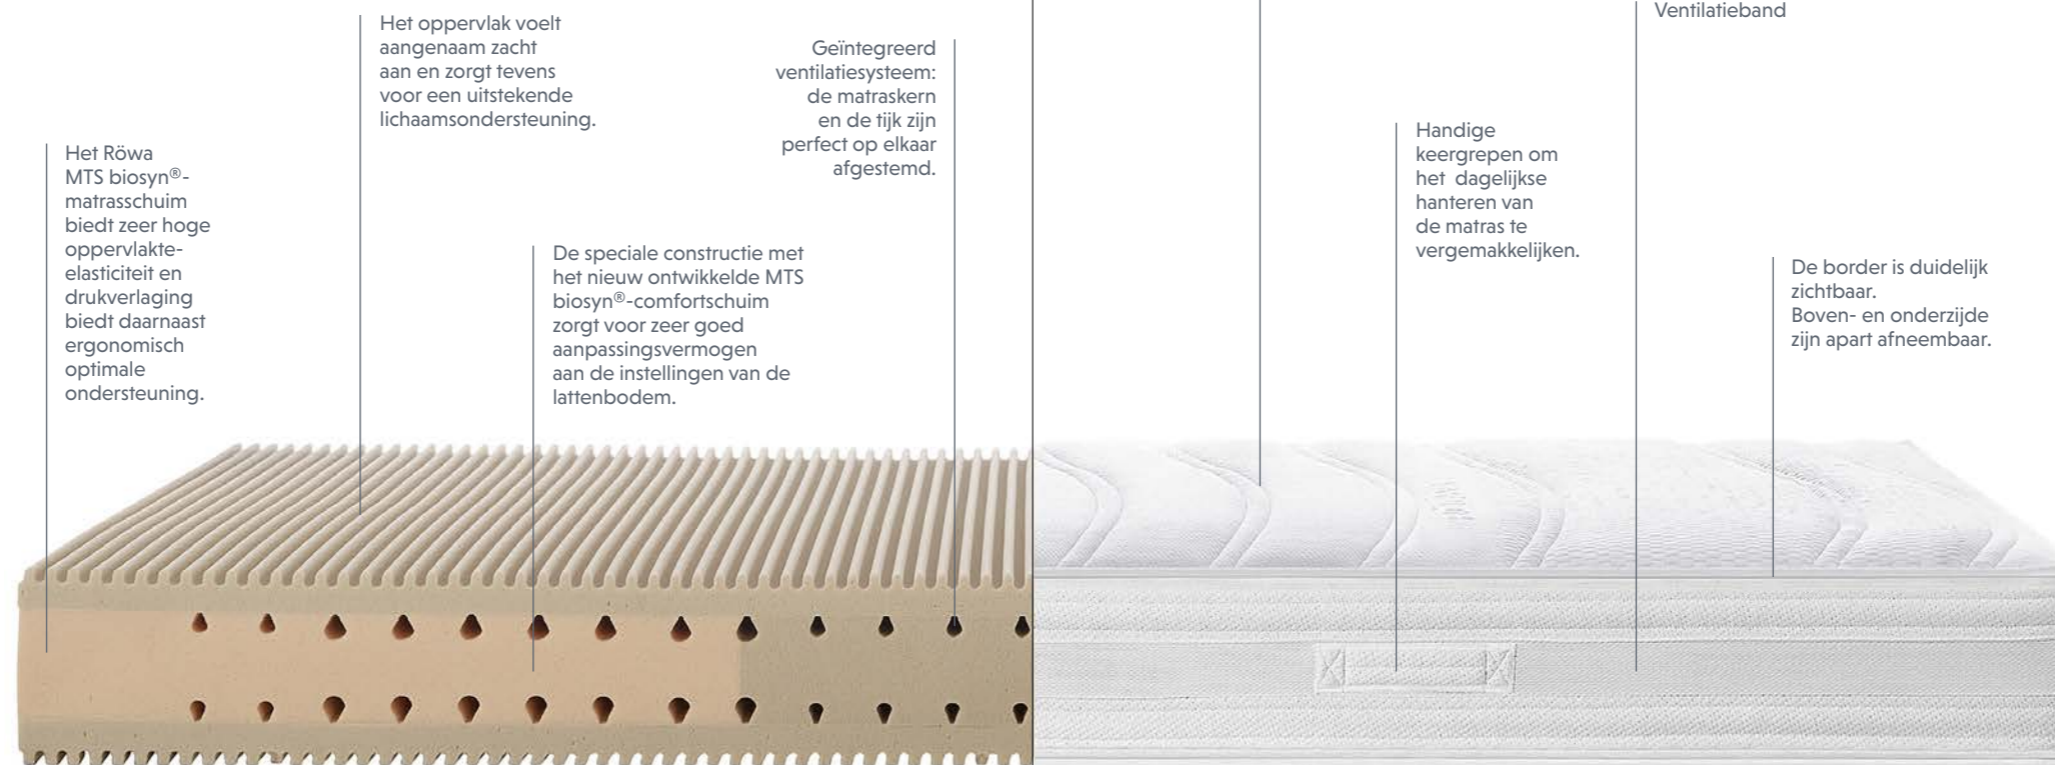 Het oppervlak voelt
aangenaam zacht
aan en zorgt tevens
voor een uitstekende
lichaamsondersteuning.
Geïntegreerd
ventilatiesysteem:
de matraskern
en de tijk zijn
perfect op elkaar
afgestemd.
Ventilatieband
Het Röwa
MTS biosyn®-
matrasschuim
biedt zeer hoge
oppervlakte-
elasticiteit en
drukverlaging
biedt daarnaast
ergonomisch
optimale
ondersteuning.
De speciale constructie met
het nieuw ontwikkelde MTS
biosyn®-comfortschuim
zorgt voor zeer goed
aanpassingsvermogen
aan de instellingen van de
lattenbodem.
Handige
keergrepen om
het dagelijkse
hanteren van
de matras te
vergemakkelijken.
De border is duidelijk
zichtbaar.
Boven- en onderzijde
zijn apart afneembaar.